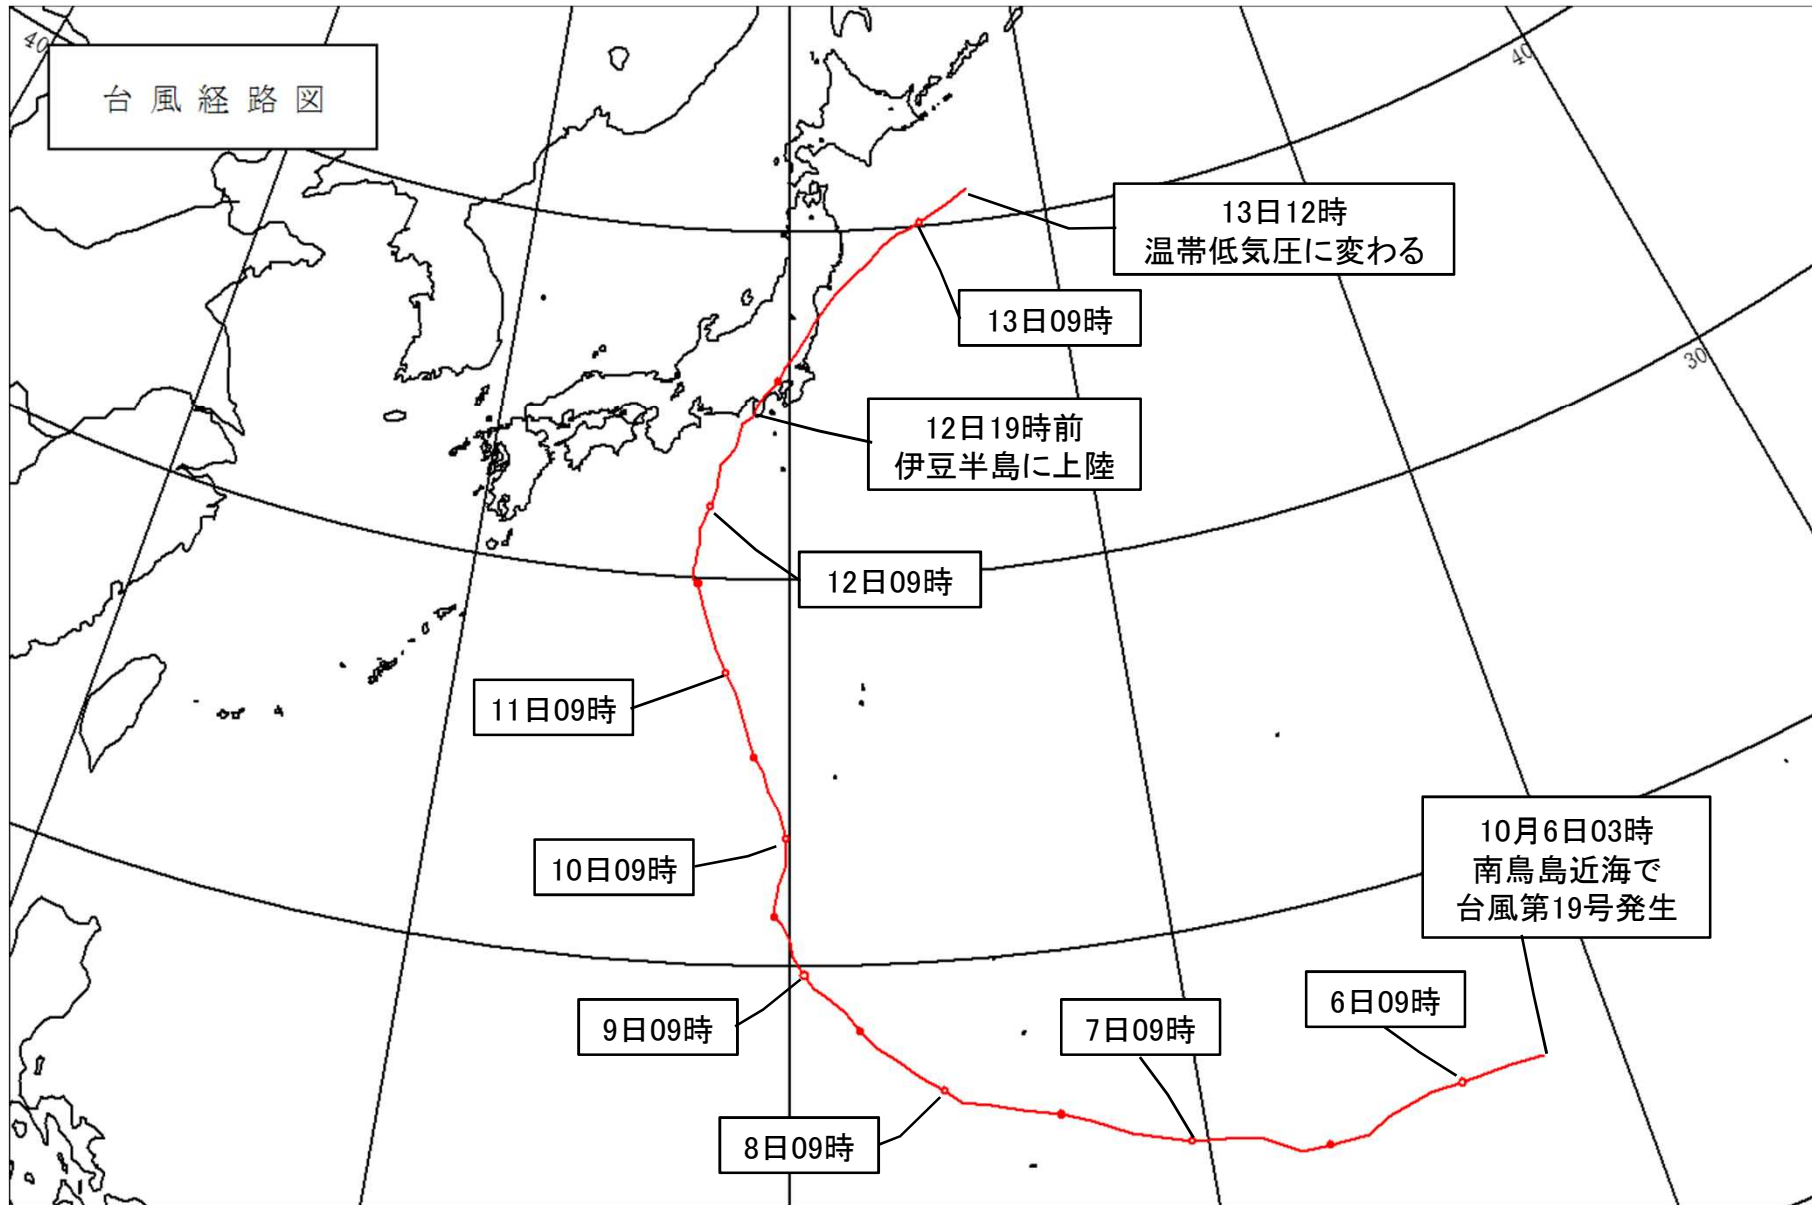 40
台風経路図
40
13日12時
温帯低気圧に変わる
13日09時
30
12日19時前
伊豆半島に上陸
12日09時
11日09時
10日09時
10月6日03時
南鳥島近海で
台風第19号発生
9日09時
7日09時
6日09時
8日09時